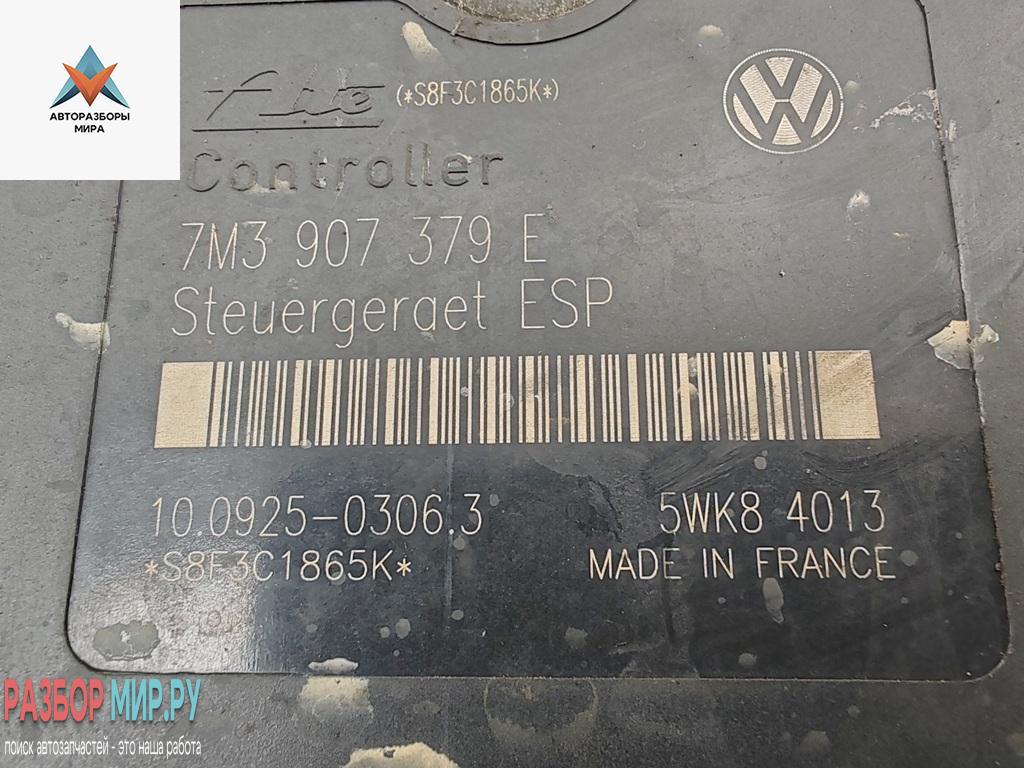 АВТОРАЗБОРЫ
МИРА
Ate (*S8F3C1865K*)
Controller
7M3 907 379 E
Steuergeraet ESP
10.0925-0306.3 5WK8 4013
*S8F3C1865K* MADE IN FRANCE
РАЗБОР МИР.РУ
поиск автозапчастей - это наша работа